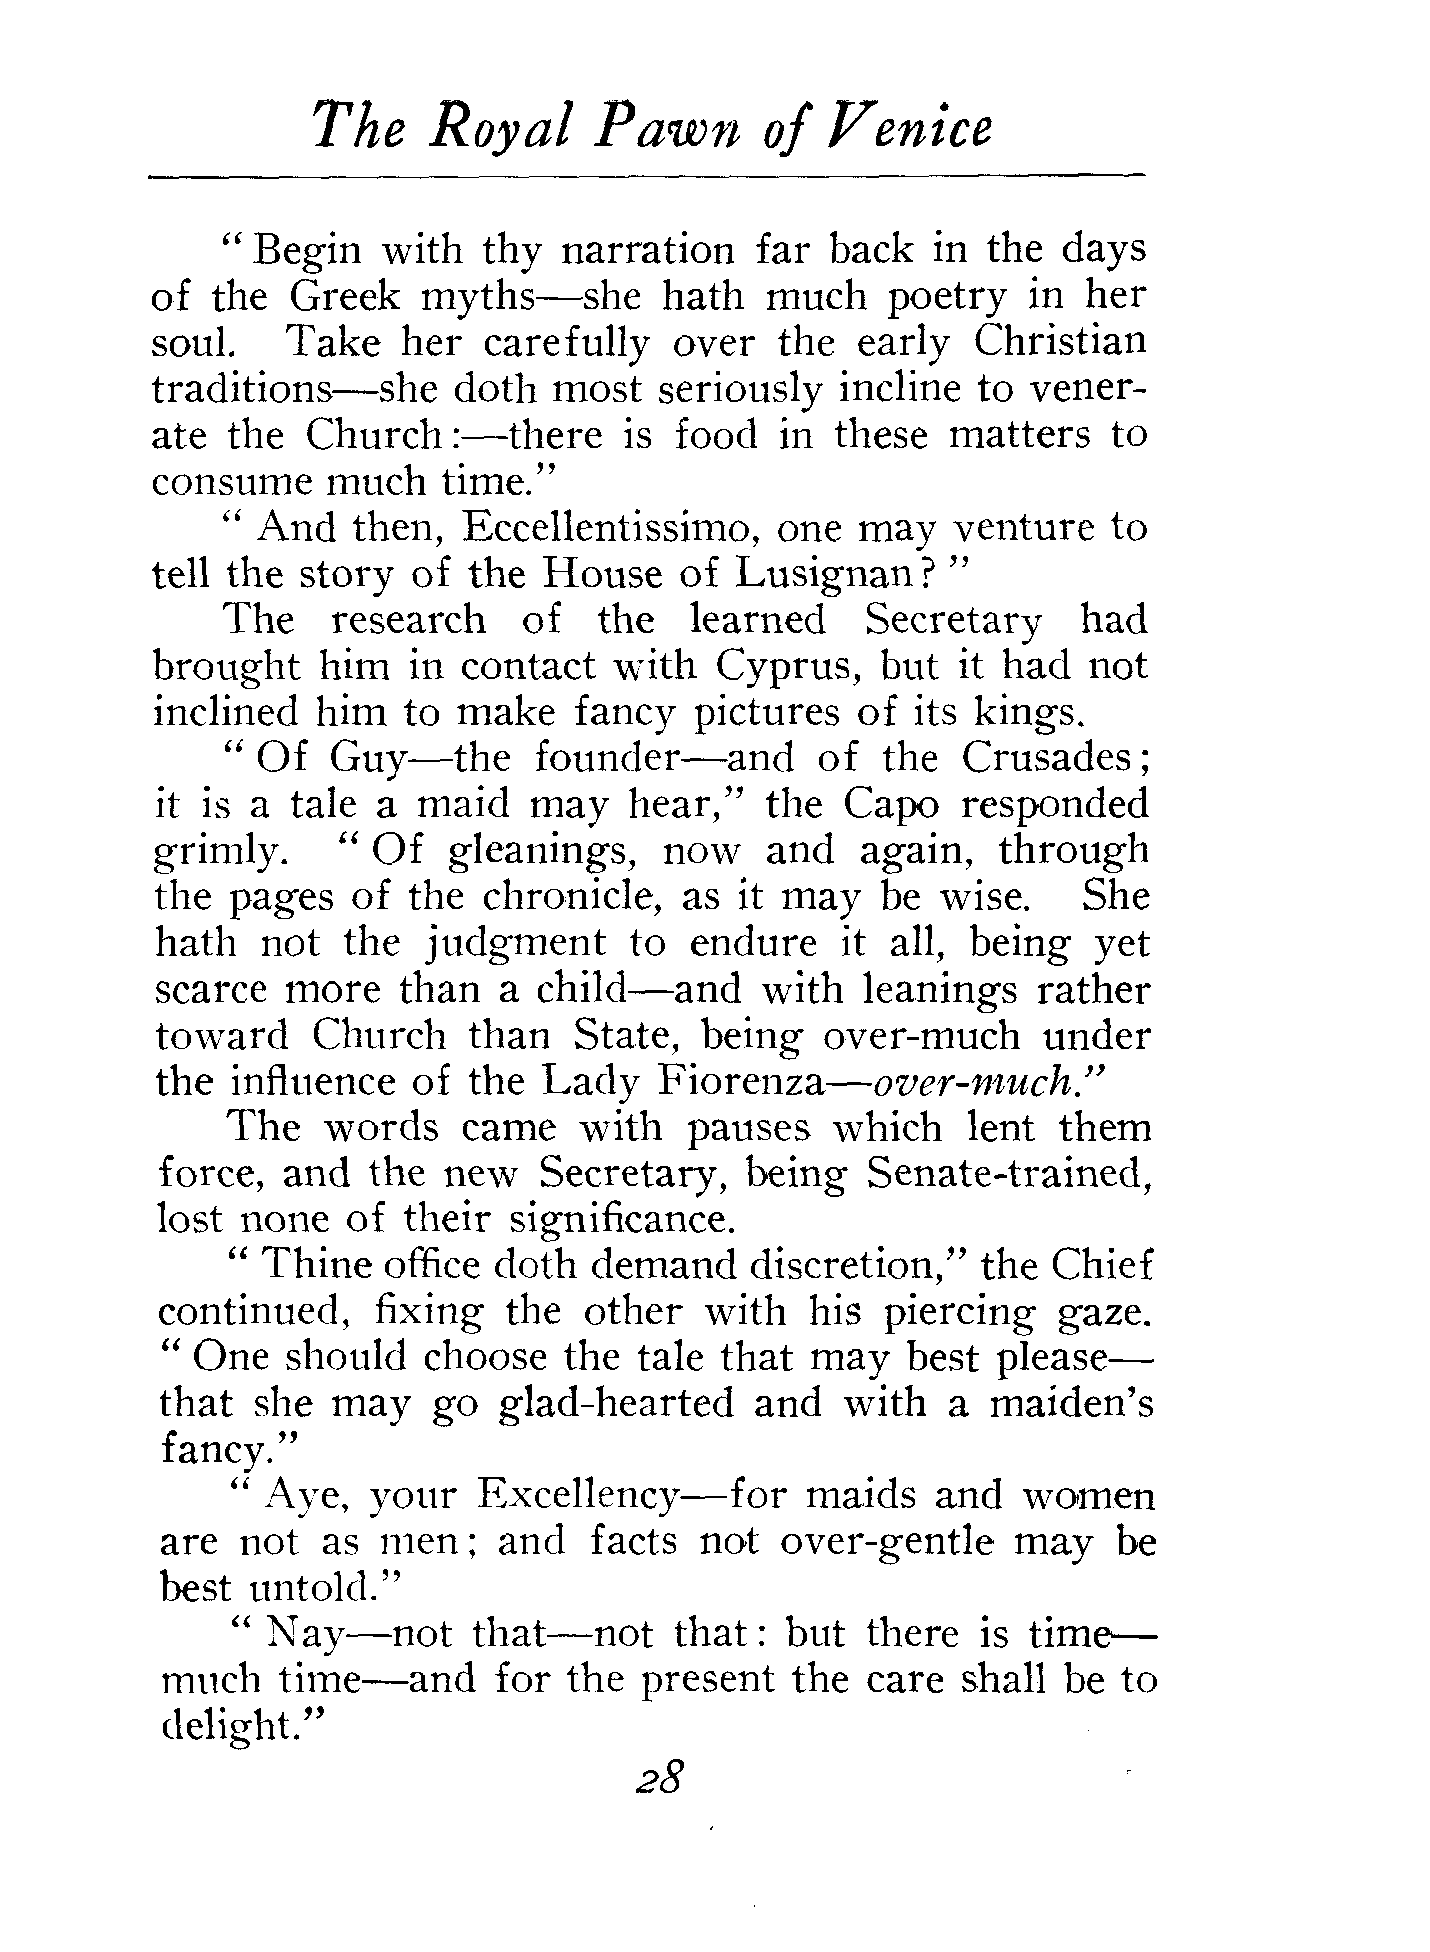 The Royal Pawn of Venice
“ Begin with thy narration far back in the days
of the Greek myths—she hath much poetry in her
soul. Take her carefully over the early Christian
traditions—she doth most seriously incline to vener-
ate the Church :—there is food in these matters to
consume much time.”
“ And then, Eccellentissimo, one may venture to
tell the story of the House of Lusignan? ”
The research of the learned Secretary had
brought him in contact with Cyprus, but it had not
inclined him to make fancy pictures of its kings.
“ Of Guy—the founder—and of the Crusades;
it is a tale a maid may hear,” the Capo responded
grimly. “ Of gleanings, now and again, through
the pages of the chronicle, as it may be wise. She
hath not the judgment to endure it all, being yet
scarce more than a child—and with leanings rather
toward Church than State, being over-much under
the influence of the Lady Fiorenza—over-much.”
The words came with pauses which lent them
force, and the new Secretary, being Senate-trained,
lost none of their significance.
“ Thine office doth demand discretion,” the Chief
continued, fixing the other with his piercing gaze.
“ One should choose the tale that may best please—
that she may go glad-hearted and with a maiden’s
fancy.”
“ Aye, your Excellency—for maids and women
are not as men; and facts not over-gentle may be
best untold.”
“ Nay—not that—not that: but there is time—
much time—and for the present the care shall be to
delight.”
28